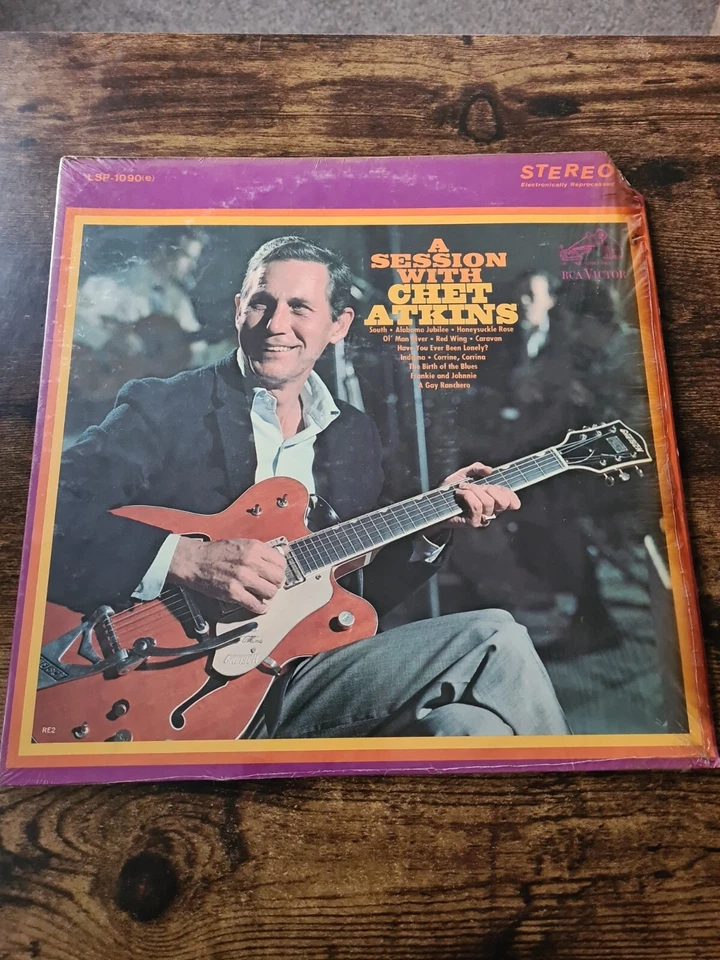 LSP-1090(e)
STEREO
Electronically Reprocessed
RCA VICTOR
A
SESSION
WITH
CHET
ATKINS
South • Alabama Jubilee • Honeysuckle Rose
Ol' Man River • Red Wing • Caravan
Have You Ever Been Lonely?
Indiana • Corrine, Corrina
The Birth of the Blues
Frankie and Johnnie
A Gay Ranchero
GRETSCH
RE2